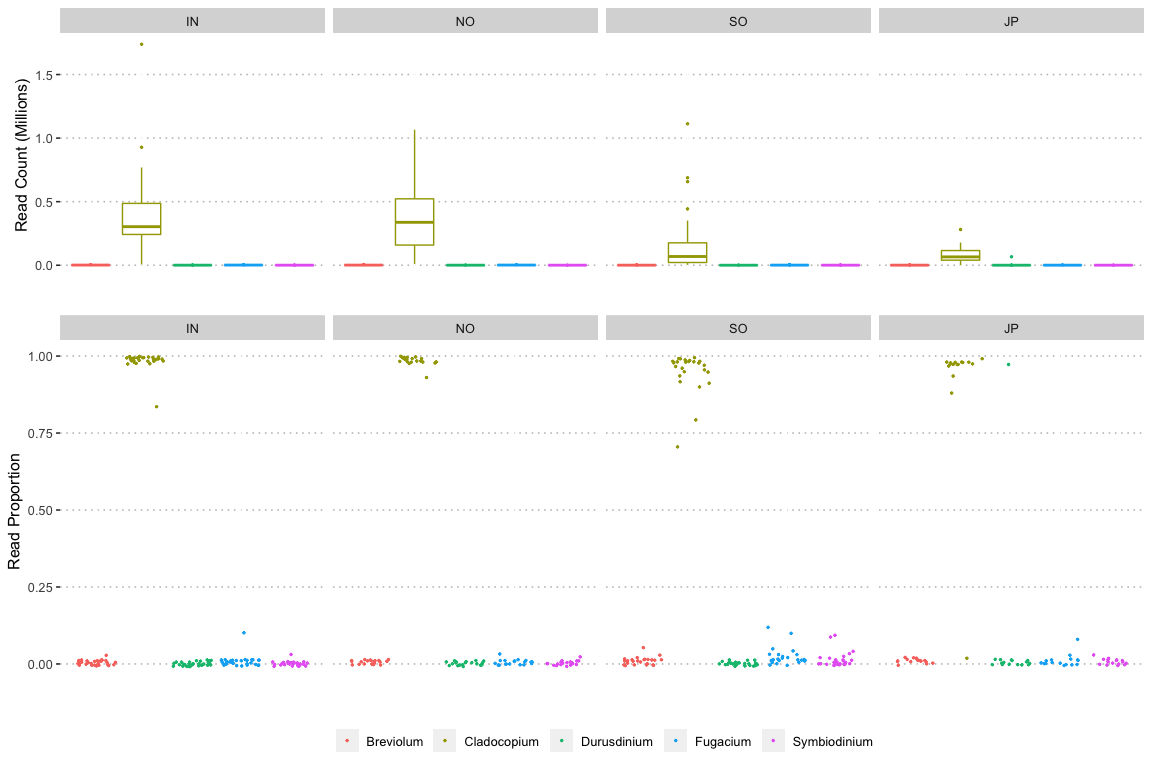 IN NO SO JP
Read Count (Millions)
1.5
1.0
0.5
0.0
IN NO SO JP
Read Proportion
1.00
0.75
0.50
0.25
0.00
Breviolum Cladocopium Durusdinium Fugacium Symbiodinium